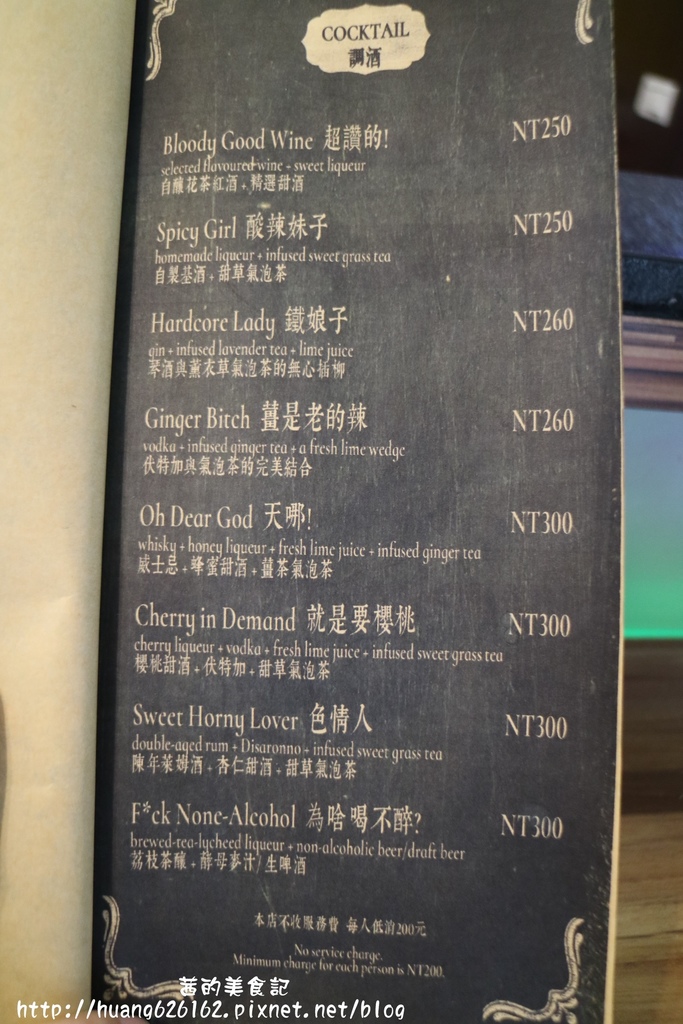 COCKTAIL
調酒
Bloody Good Wine 超讚的! NT250
selected flavoured wine + sweet liqueur
自釀花茶紅酒 + 精選甜酒
Spicy Girl 酸辣妹子 NT250
homemade liqueur + infused sweet grass tea
自製基酒 + 甜草氣泡茶
Hardcore Lady 鐵娘子 NT260
gin + infused lavender tea + lime juice
琴酒與薰衣草氣泡茶的無心插柳
Ginger Bitch 薑是老的辣 NT260
vodka + infused ginger tea + a fresh lime wedge
伏特加與氣泡茶的完美結合
Oh Dear God 天哪! NT300
whisky + honey liqueur + fresh lime juice + infused ginger tea
威士忌 + 蜂蜜甜酒 + 薑茶氣泡茶
Cherry in Demand 就是要櫻桃 NT300
cherry liqueur + vodka + fresh lime juice + infused sweet grass tea
櫻桃甜酒 + 伏特加 + 甜草氣泡茶
Sweet Horny Lover 色情人 NT300
double-aged rum + Disaronno + infused sweet grass tea
陳年萊姆酒 + 杏仁甜酒 + 甜草氣泡茶
F*ck None-Alcohol 為啥喝不醉? NT300
brewed-tea-lycheed liqueur + non-alcoholic beer/draft beer
荔枝茶釀 + 酵母麥汁/生啤酒
本店不收服務費 每人低消200元
No service charge.
Minimum charge for each person is NT200.
茜的美食記
http://huang626162.pixnet.net/blog